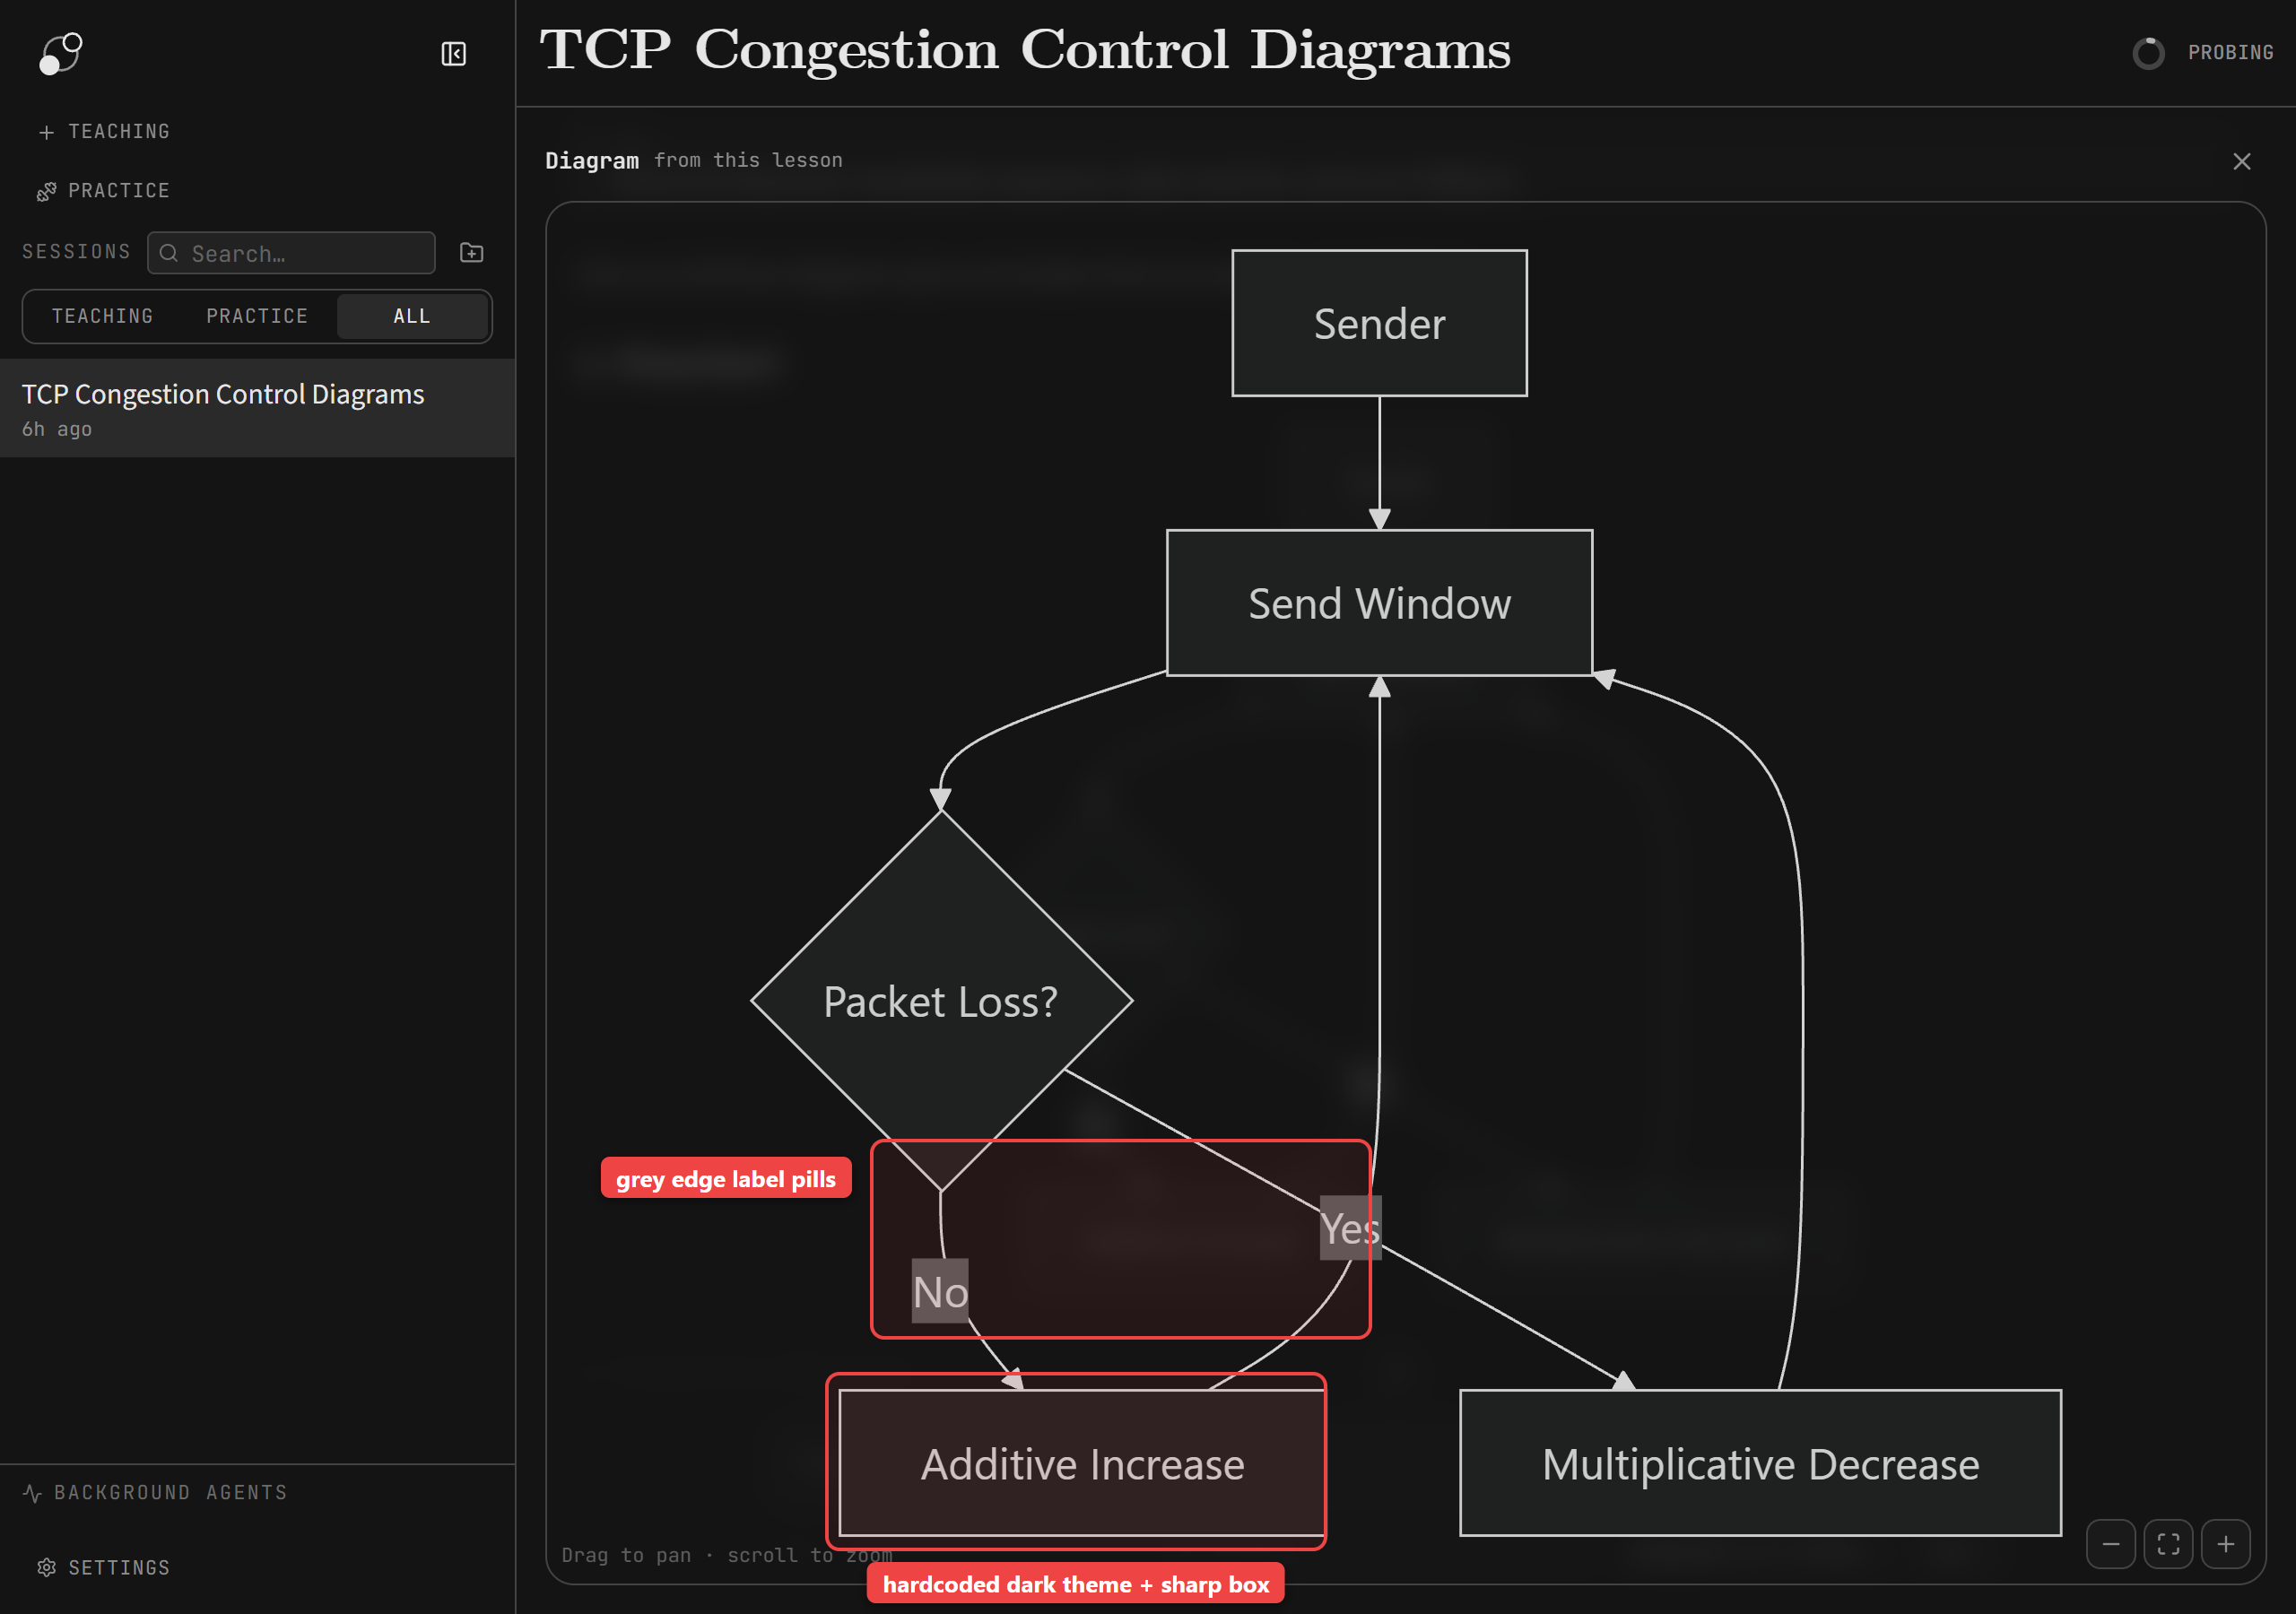 TCP Congestion Control Diagrams
PROBING
TEACHING
PRACTICE
SESSIONS
Search…
TEACHING PRACTICE ALL
TCP Congestion Control Diagrams
6h ago
BACKGROUND AGENTS
SETTINGS
Diagram from this lesson
Sender
Send Window
Packet Loss?
grey edge label pills
Yes
No
Additive Increase
Multiplicative Decrease
Drag to pan · scroll to zoom
hardcoded dark theme + sharp box